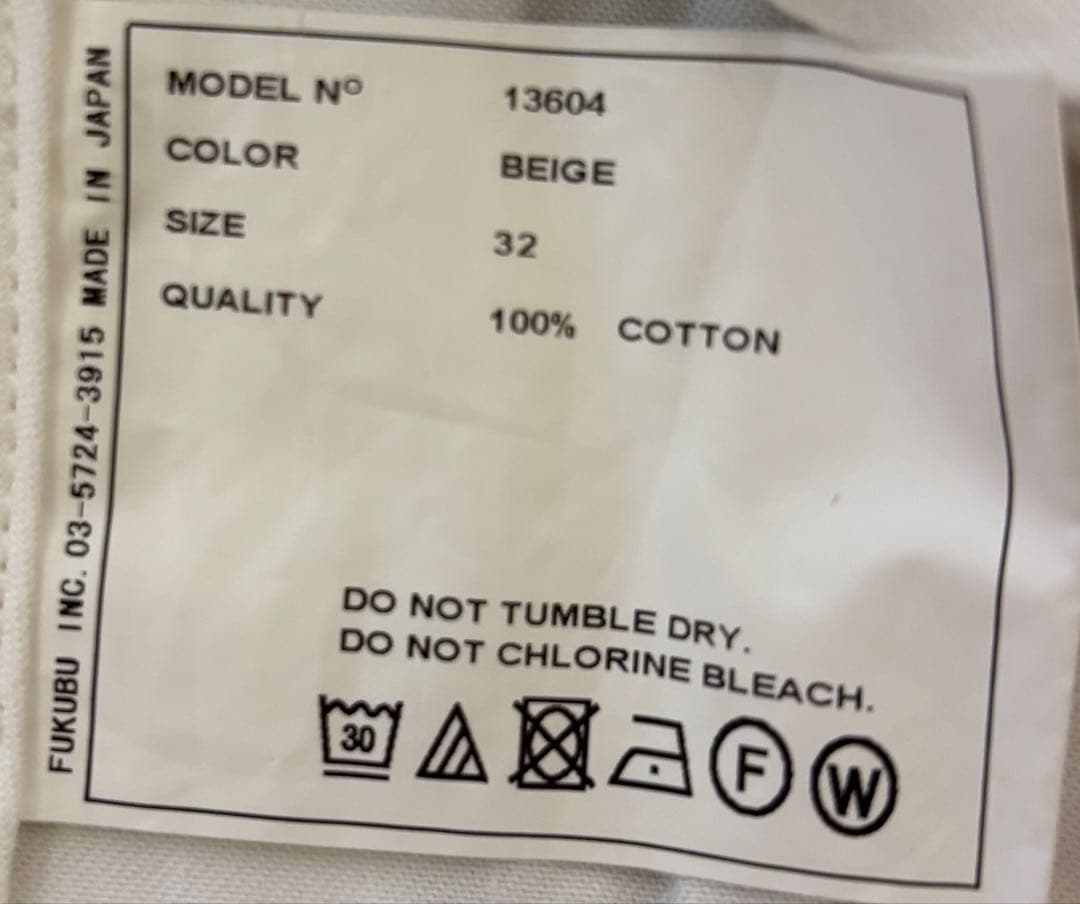 MODEL Nº 13604
COLOR BEIGE
SIZE 32
QUALITY 100% COTTON
DO NOT TUMBLE DRY.
DO NOT CHLORINE BLEACH.
30
F
W
FUKUBU INC. 03-5724-3915 MADE IN JAPAN